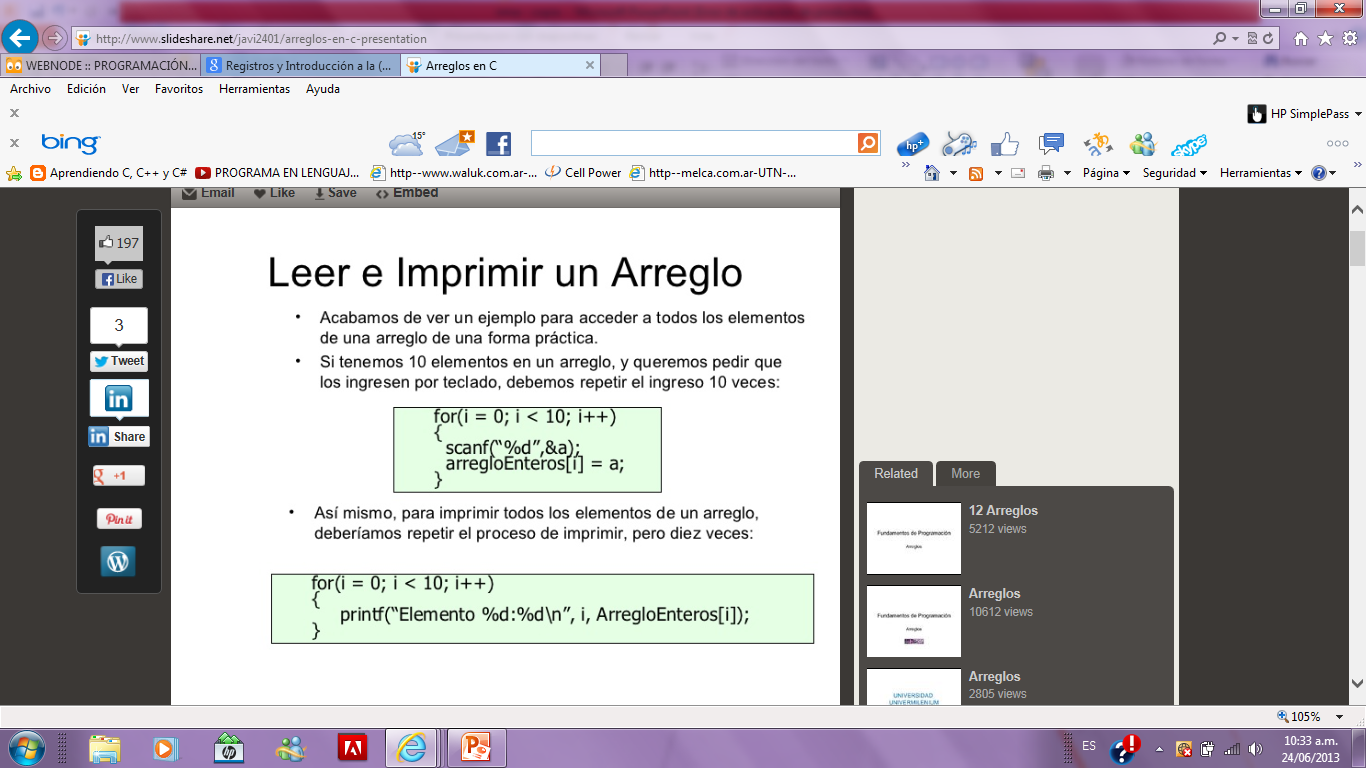 http://www.slideshare.net/javi2401/arreglos-en-c-presentation
WEBNODE :: PROGRAMACIÓN...
Registros y Introducción a la (...
Arreglos en C
Archivo Edición Ver Favoritos Herramientas Ayuda
HP SimplePass
bing
15°
hp+
skype
Aprendiendo C, C++ y C#
PROGRAMA EN LENGUAJ...
http--www.waluk.com.ar-...
Cell Power
http--melca.com.ar-UTN-...
Página
Seguridad
Herramientas
Email Like Save Embed
197
Like
3
Tweet
in
in Share
+1
Pin it
Leer e Imprimir un Arreglo
• Acabamos de ver un ejemplo para acceder a todos los elementos
de una arreglo de una forma práctica.
• Si tenemos 10 elementos en un arreglo, y queremos pedir que
los ingresen por teclado, debemos repetir el ingreso 10 veces:
for(i = 0; i < 10; i++)
{
scanf(“%d”,&a);
arregloEnteros[i] = a;
}
• Así mismo, para imprimir todos los elementos de un arreglo,
deberíamos repetir el proceso de imprimir, pero diez veces:
for(i = 0; i < 10; i++)
{
printf(“Elemento %d:%d\n”, i, ArregloEnteros[i]);
}
Related More
Fundamentos de Programación
Arreglos
12 Arreglos
5212 views
Fundamentos de Programación
Arreglos
Arreglos
10612 views
UNIVERSIDAD
UNIVERMILENIUM
Arreglos
2805 views
105%
ES
10:33 a.m.
24/06/2013